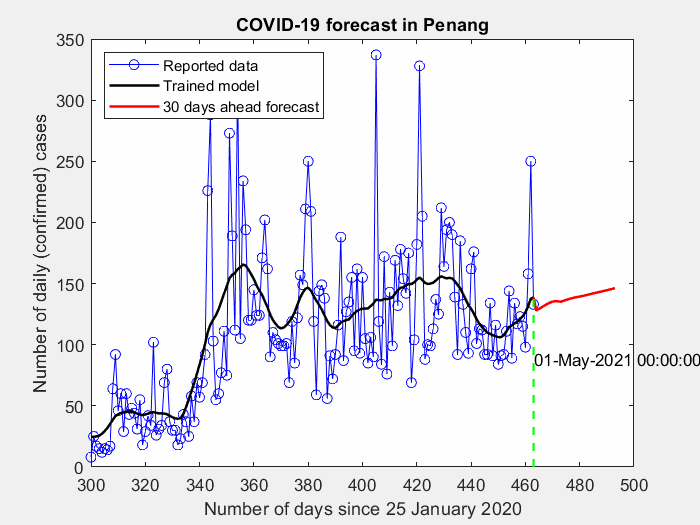 COVID-19 forecast in Penang
Number of daily (confirmed) cases
350
300
250
200
150
100
50
0
Reported data
Trained model
30 days ahead forecast
01-May-2021 00:00:00
300 320 340 360 380 400 420 440 460 480 500
Number of days since 25 January 2020